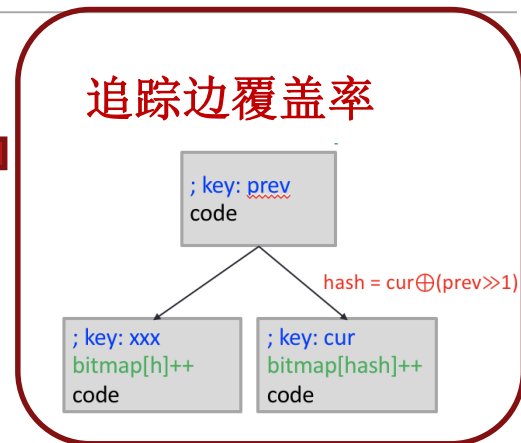 追踪边覆盖率
; key: prev
code
hash = cur⊕(prev≫1)
; key: xxx
bitmap[h]++
code
; key: cur
bitmap[hash]++
code